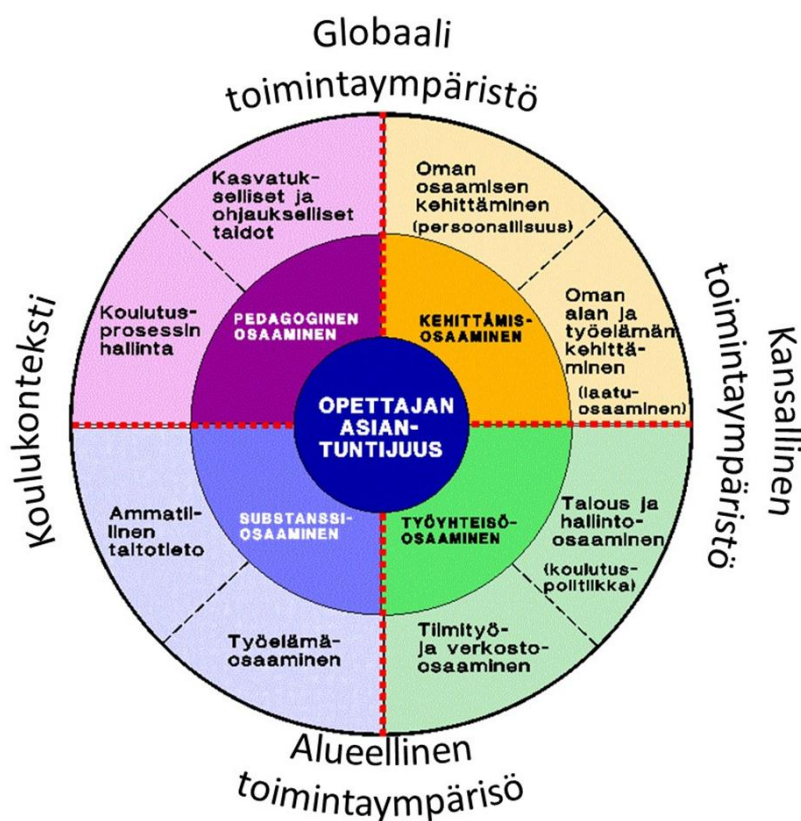 Globaali
toimintaympäristö
Kasvatuk-
selliset ja
ohjaukselliset
taidot
Oman
osaamisen
kehittäminen
(persoonallisuus)
Koulutus-
prosessin
hallinta
PEDAGOGINEN
OSAAMINEN
KEHITTÄMIS-
OSAAMINEN
Oman
alan ja
työelämän
kehittä-
minen
(laatu-
osaaminen)
OPETTAJAN
ASIAN-
TUNTIJUUS
Koulukonteksti
Kansallinen
toimintaympäristö
Ammatil-
linen
taitotieto
SUBSTANSSI-
OSAAMINEN
TYÖYHTEISÖ-
OSAAMINEN
Talous ja
hallinto-
osaaminen
(koulutus-
politiikka)
Työelämä-
osaaminen
Tiimityö-
ja verkosto-
osaaminen
Alueellinen
toimintaympärisö